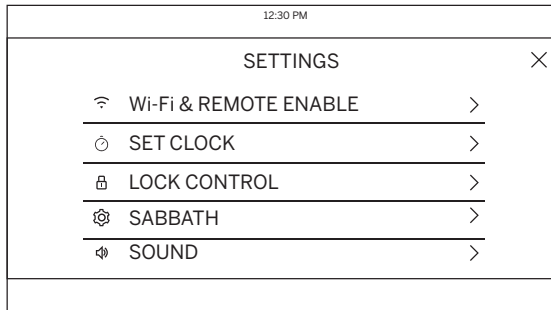 12:30 PM
SETTINGS
Wi-Fi & REMOTE ENABLE
SET CLOCK
LOCK CONTROL
SABBATH
SOUND